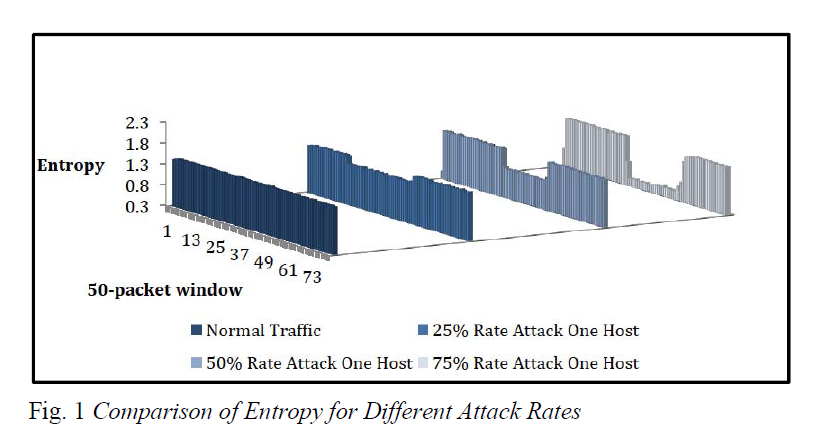 2.3
1.8
1.3
0.8
0.3
Entropy
1
13
25
37
49
61
73
50-packet window
Normal Traffic
25% Rate Attack One Host
50% Rate Attack One Host
75% Rate Attack One Host
Fig. 1 Comparison of Entropy for Different Attack Rates